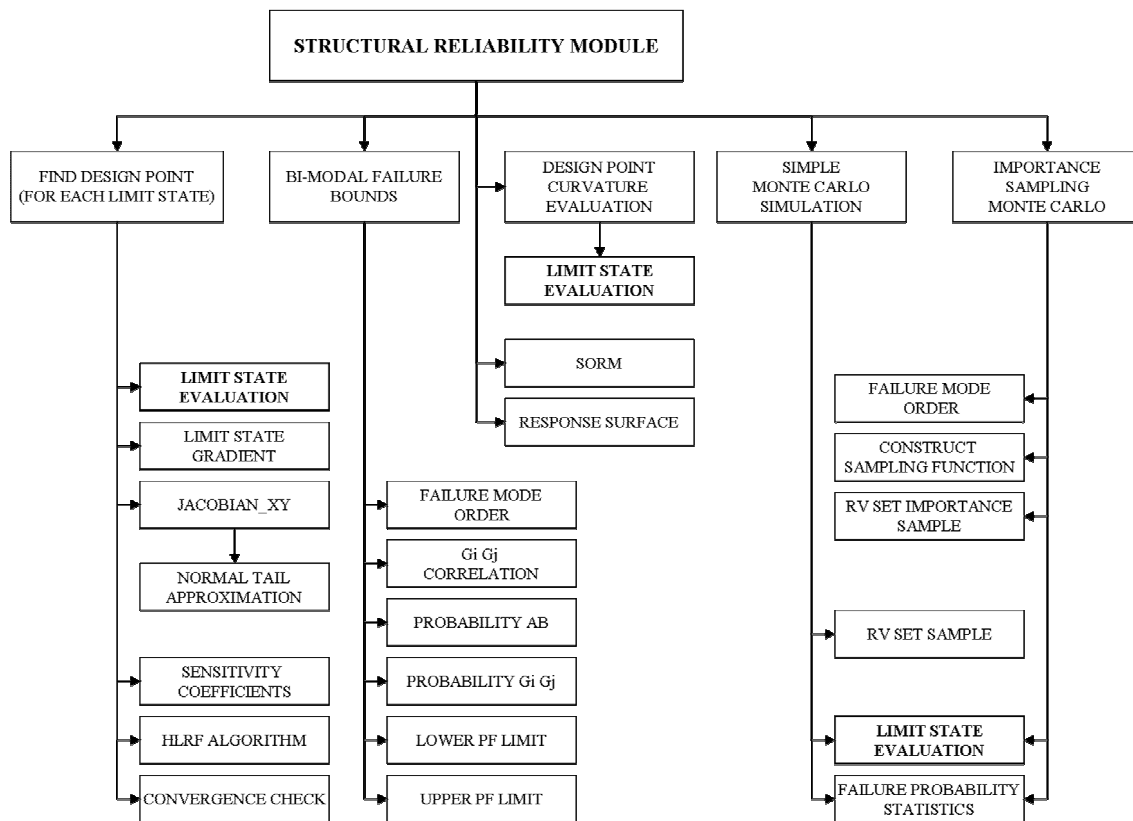 STRUCTURAL RELIABILITY MODULE
FIND DESIGN POINT
(FOR EACH LIMIT STATE)
BI-MODAL FAILURE
BOUNDS
DESIGN POINT
CURVATURE
EVALUATION
SIMPLE
MONTE CARLO
SIMULATION
IMPORTANCE
SAMPLING
MONTE CARLO
LIMIT STATE
EVALUATION
SORM
RESPONSE SURFACE
LIMIT STATE
EVALUATION
LIMIT STATE
GRADIENT
JACOBIAN_XY
NORMAL TAIL
APPROXIMATION
SENSITIVITY
COEFFICIENTS
HLRF ALGORITHM
CONVERGENCE CHECK
FAILURE MODE
ORDER
Gi Gj
CORRELATION
PROBABILITY AB
PROBABILITY Gi Gj
LOWER PF LIMIT
UPPER PF LIMIT
FAILURE MODE
ORDER
CONSTRUCT
SAMPLING FUNCTION
RV SET IMPORTANCE
SAMPLE
RV SET SAMPLE
LIMIT STATE
EVALUATION
FAILURE PROBABILITY
STATISTICS